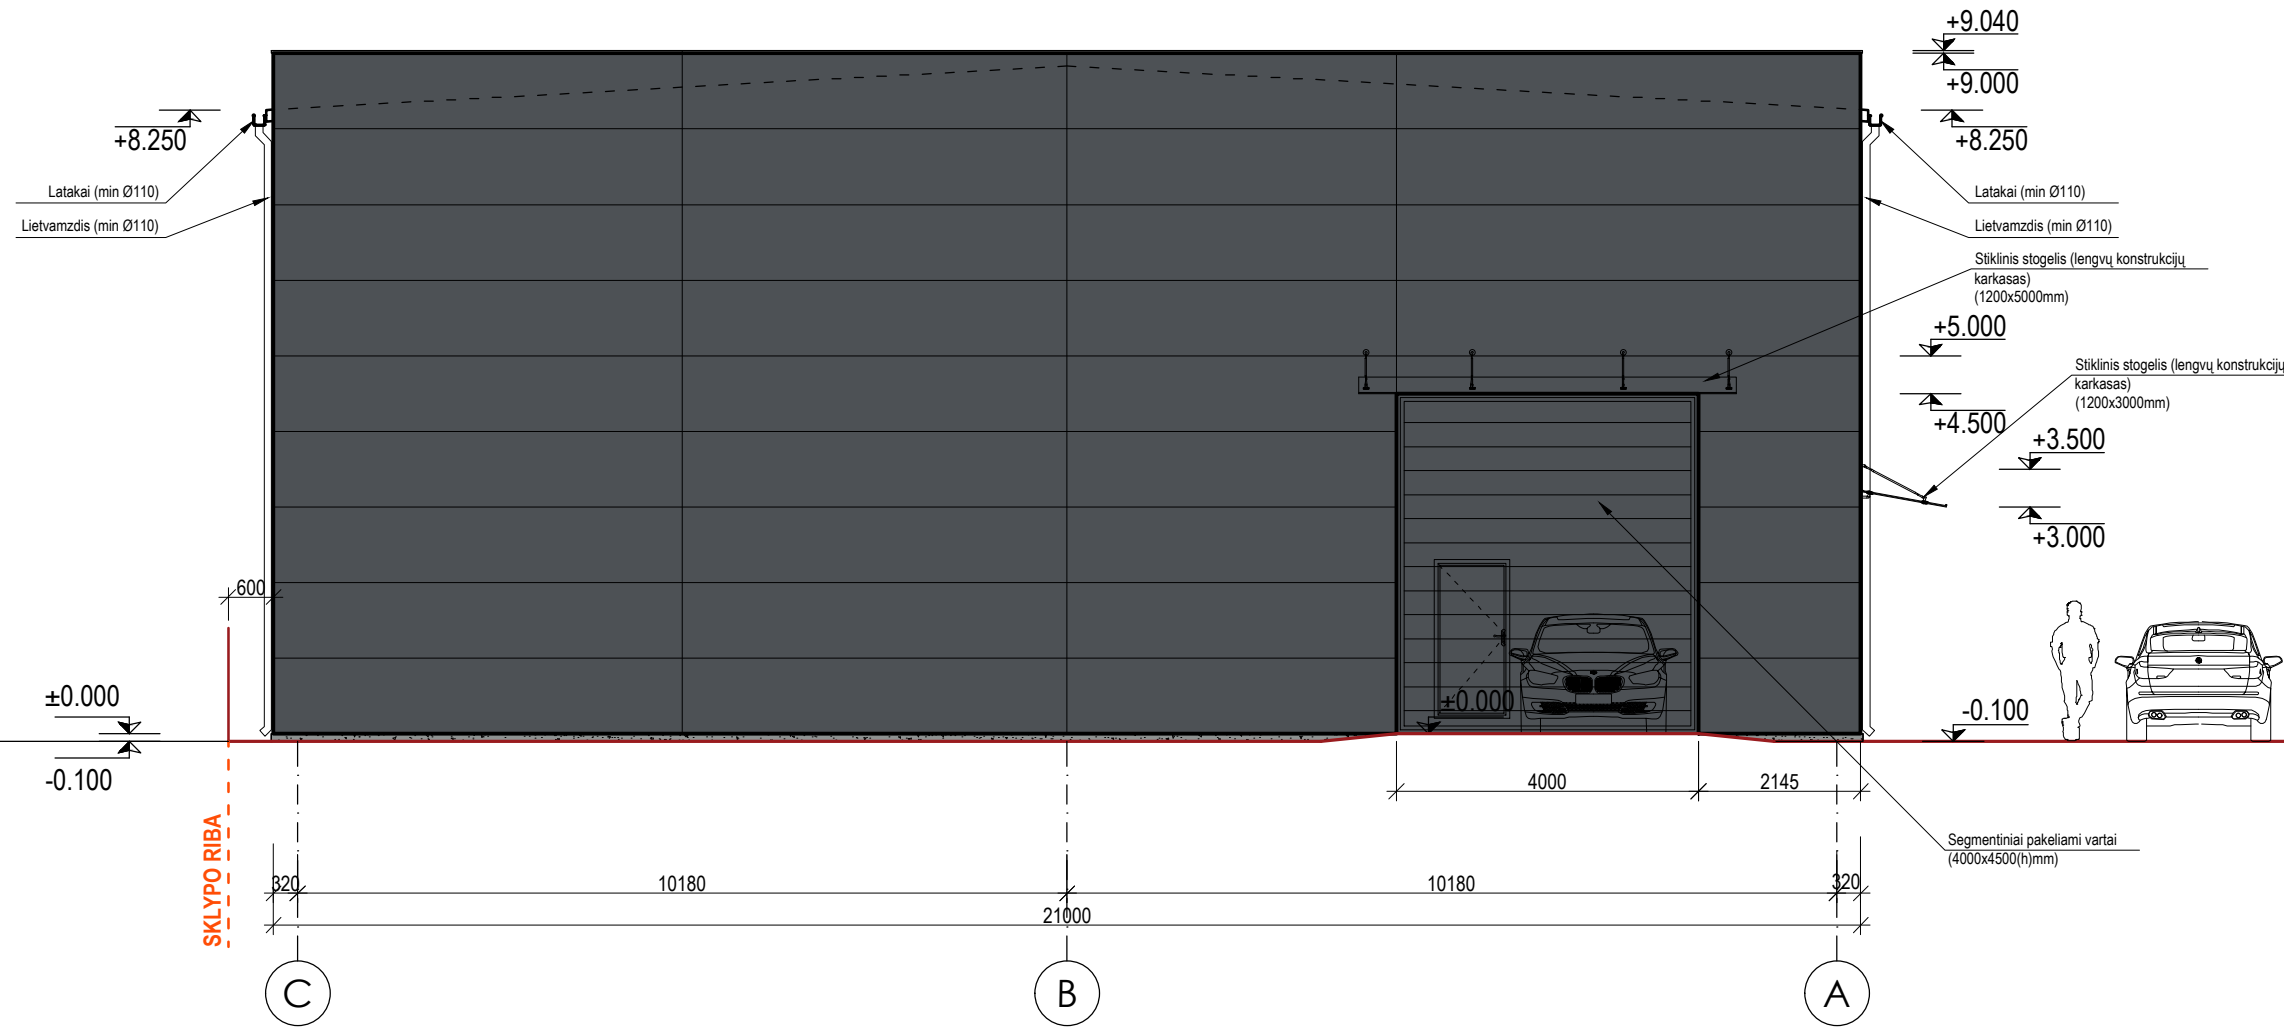 +9.040
+9.000
+8.250
+8.250
Latakai (min Ø110)
Lietvamzdis (min Ø110)
Latakai (min Ø110)
Lietvamzdis (min Ø110)
Stiklinis stogelis (lengvų konstrukcijų
karkasas)
(1200x5000mm)
+5.000
Stiklinis stogelis (lengvų konstrukcijų
karkasas)
(1200x3000mm)
+4.500
+3.500
+3.000
600
±0.000
-0.100
±0.000
-0.100
4000
2145
Segmentiniai pakeliami vartai
(4000x4500(h)mm)
SKLYPO RIBA
320
10180
10180
320
21000
C
B
A